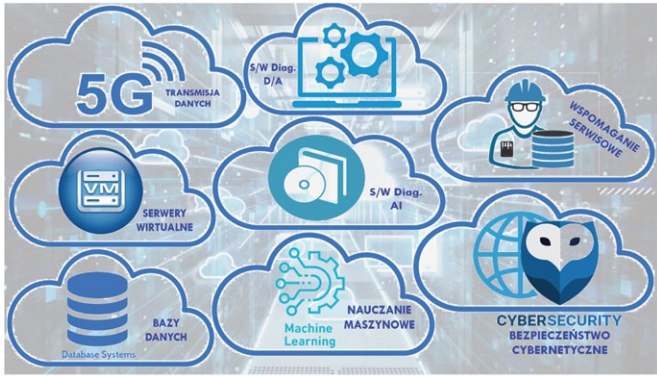 5G
TRANSMISJA
DANYCH
S/W Diag.
D/A
WSPOMAGANIE
SERWISOWE
VM
SERWERY
WIRTUALNE
S/W Diag.
AI
BAZY
DANYCH
Database Systems
Machine
Learning
NAUCZANIE
MASZYNOWE
CYBERSECURITY
BEZPIECZEŃSTWO
CYBERNETYCZNE